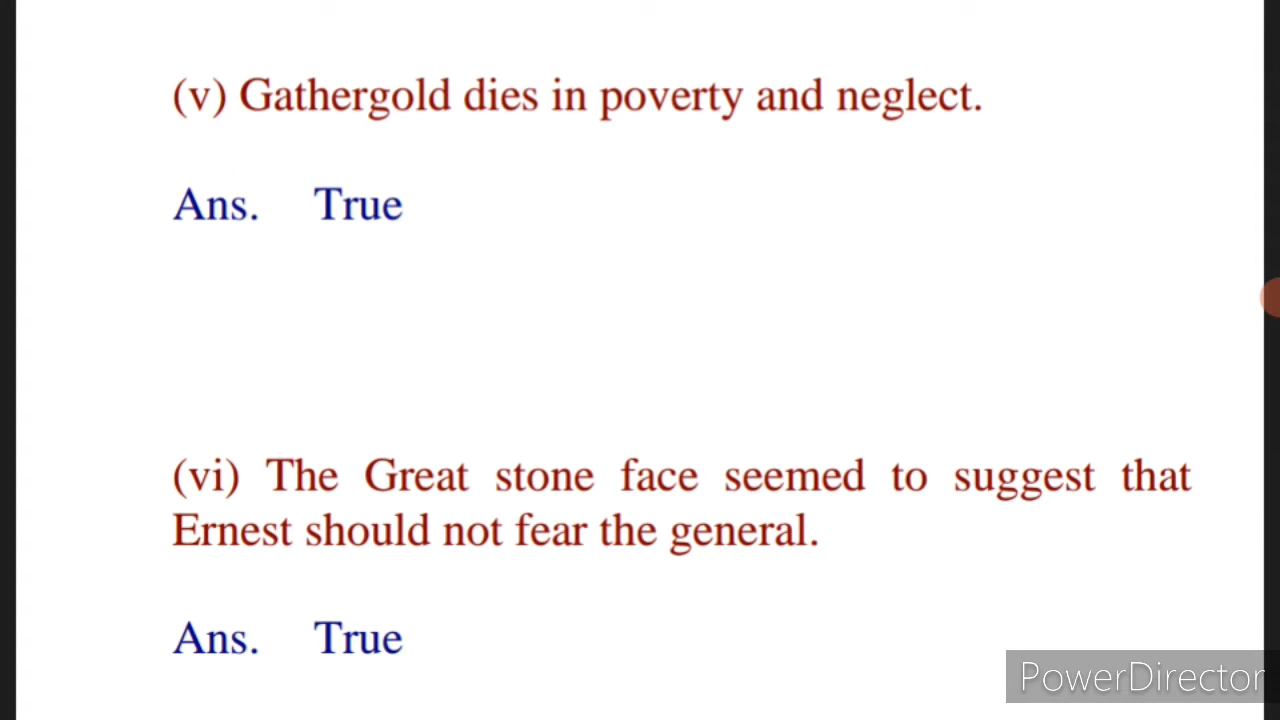 (v) Gathergold dies in poverty and neglect.
Ans. True
(vi) The Great stone face seemed to suggest that
Ernest should not fear the general.
Ans. True
PowerDirector